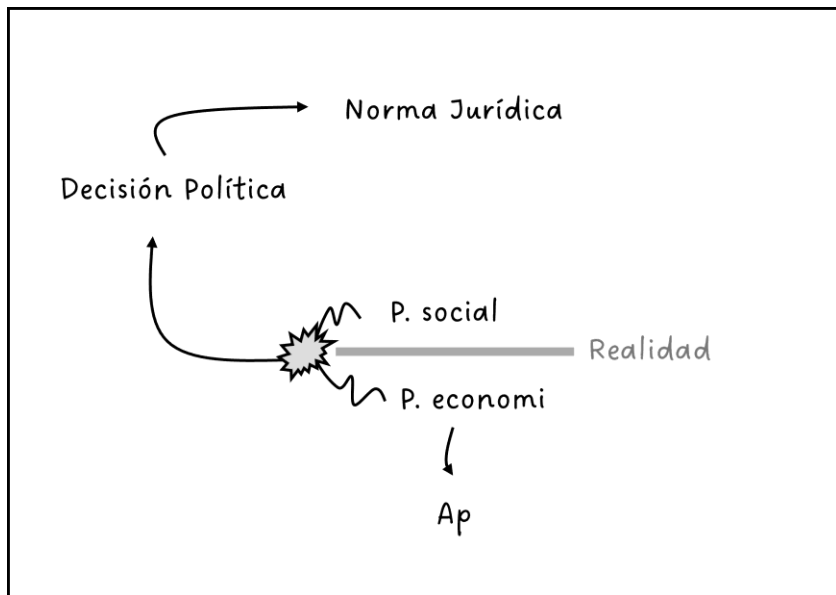 Norma Jurídica
Decisión Política
P. social
Realidad
P. economi
Ap